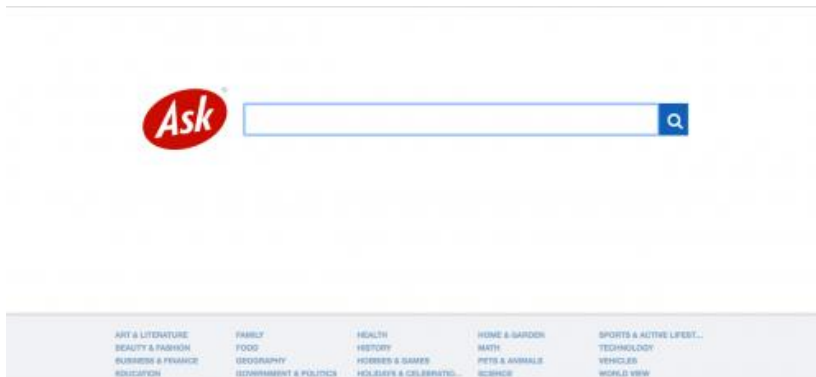 Ask
ART & LITERATURE FAMILY HEALTH HOME & GARDEN SPORTS & ACTIVE LIFEST...
BEAUTY & FASHION FOOD HISTORY MATH TECHNOLOGY
BUSINESS & FINANCE GEOGRAPHY HOBBIES & GAMES PETS & ANIMALS VEHICLES
EDUCATION GOVERNMENT & POLITICS HOLIDAYS & CELEBRATIO... SCIENCE WORLD VIEW